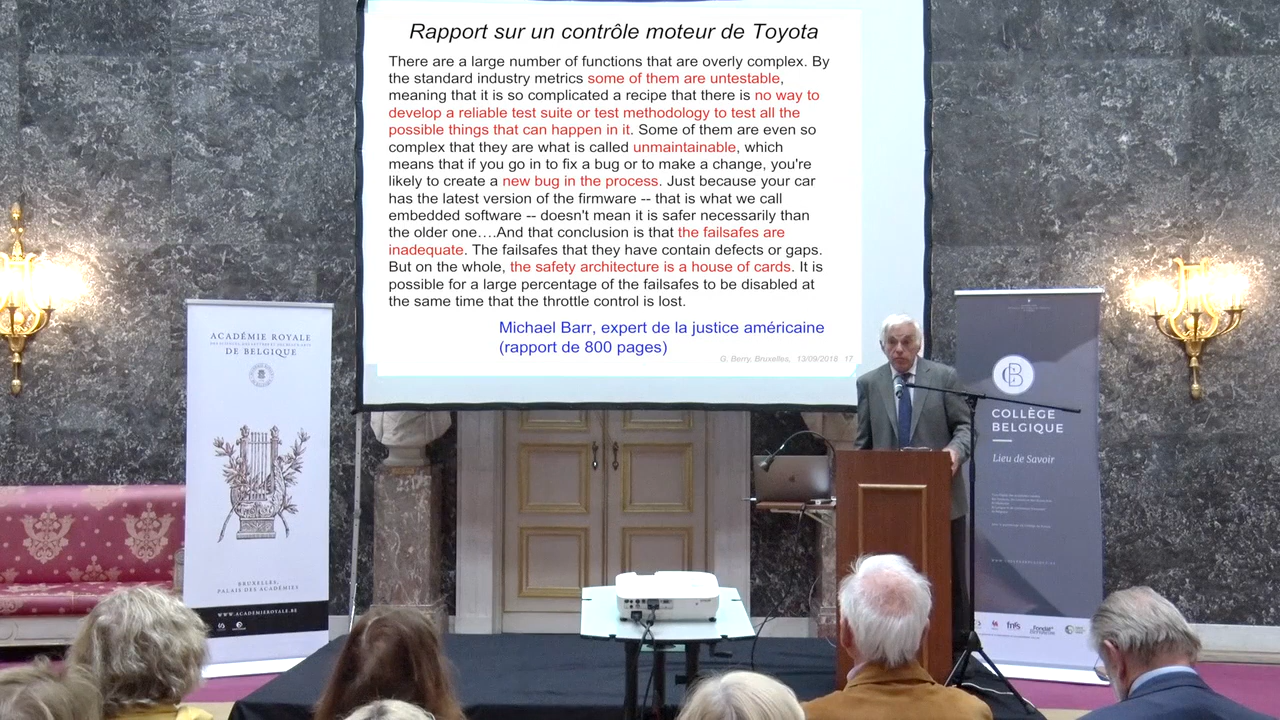 Rapport sur un contrôle moteur de Toyota
There are a large number of functions that are overly complex. By
the standard industry metrics some of them are untestable,
meaning that it is so complicated a recipe that there is no way to
develop a reliable test suite or test methodology to test all the
possible things that can happen in it. Some of them are even so
complex that they are what is called unmaintainable, which
means that if you go in to fix a bug or to make a change, you're
likely to create a new bug in the process. Just because your car
has the latest version of the firmware -- that is what we call
embedded software -- doesn't mean it is safer necessarily than
the older one….And that conclusion is that the failsafes are
inadequate. The failsafes that they have contain defects or gaps.
But on the whole, the safety architecture is a house of cards. It is
possible for a large percentage of the failsafes to be disabled at
the same time that the throttle control is lost.
Michael Barr, expert de la justice américaine
(rapport de 800 pages)
G. Berry, Bruxelles, 13/09/2018 17
ACADÉMIE ROYALE
DES SCIENCES, DES LETTRES ET DES BEAUX-ARTS
DE BELGIQUE
BRUXELLES,
PALAIS DES ACADÉMIES
WWW.ACADEMIEROYALE.BE
CB
COLLÈGE
BELGIQUE
Lieu de Savoir
fnrs